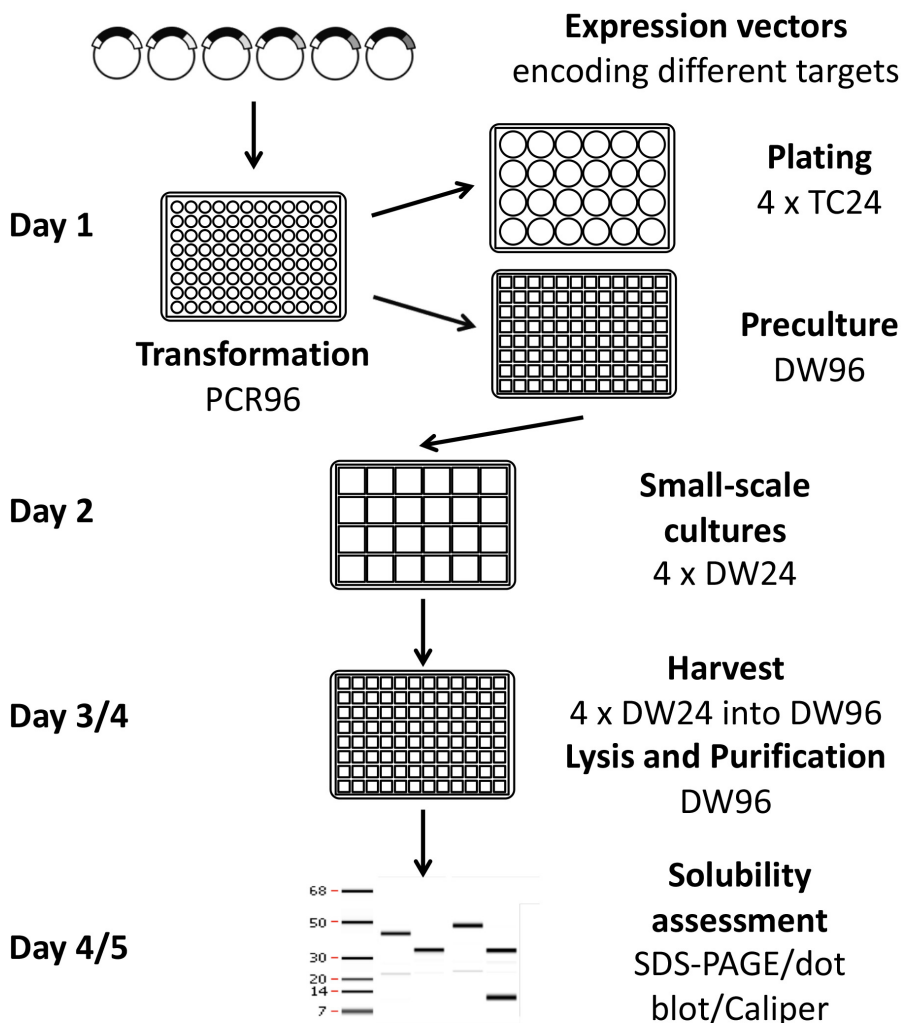 Expression vectors
encoding different targets
Day 1
Plating
4 x TC24
Transformation
PCR96
Preculture
DW96
Day 2
Small-scale
cultures
4 x DW24
Day 3/4
Harvest
4 x DW24 into DW96
Lysis and Purification
DW96
Day 4/5
68
50
30
20
14
7
Solubility
assessment
SDS-PAGE/dot
blot/Caliper